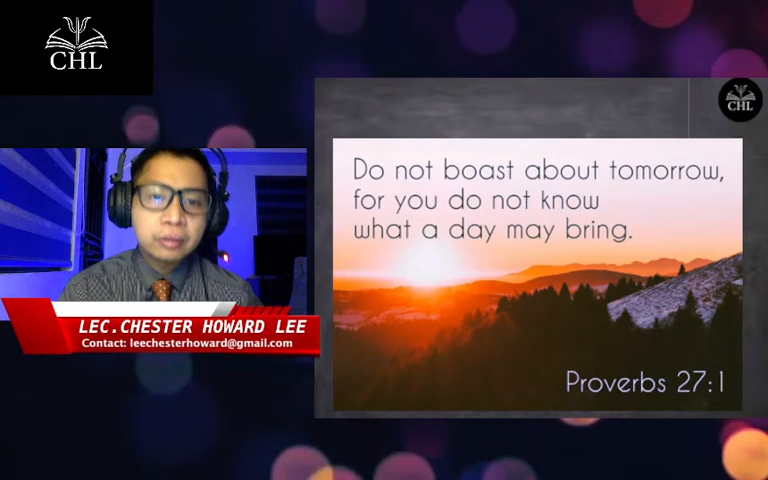 CHL
CHL
Do not boast about tomorrow,
for you do not know
what a day may bring.
Proverbs 27:1
LEC.CHESTER HOWARD LEE
Contact: leechesterhoward@gmail.com